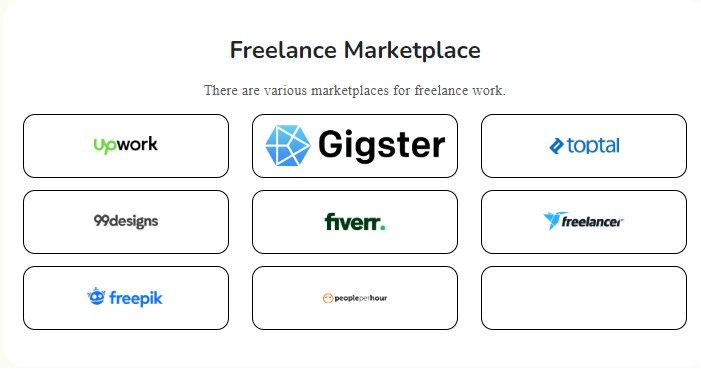 Freelance Marketplace
There are various marketplaces for freelance work.
Upwork
Gigster
toptal
99designs
fiverr.
freelancer
freepik
peopleperhour